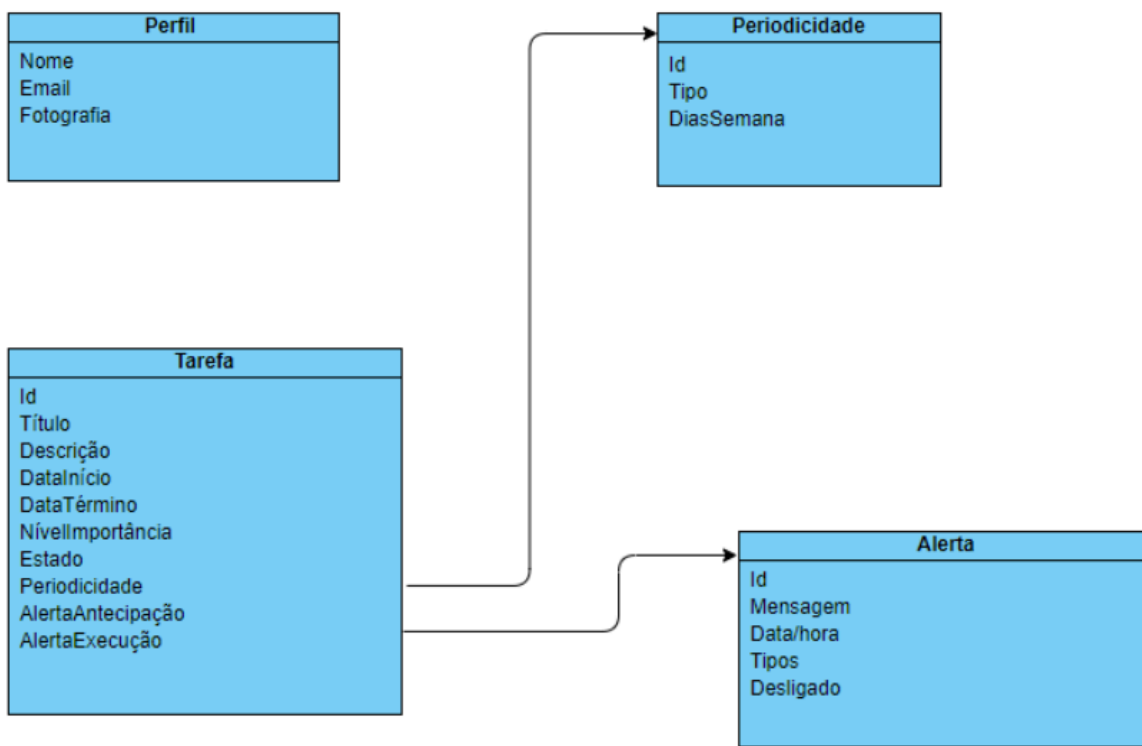 Perfil
Nome
Email
Fotografia
Periodicidade
Id
Tipo
DiasSemana
Tarefa
Id
Título
Descrição
DataInício
DataTérmino
NívelImportância
Estado
Periodicidade
AlertaAntecipação
AlertaExecução
Alerta
Id
Mensagem
Data/hora
Tipos
Desligado